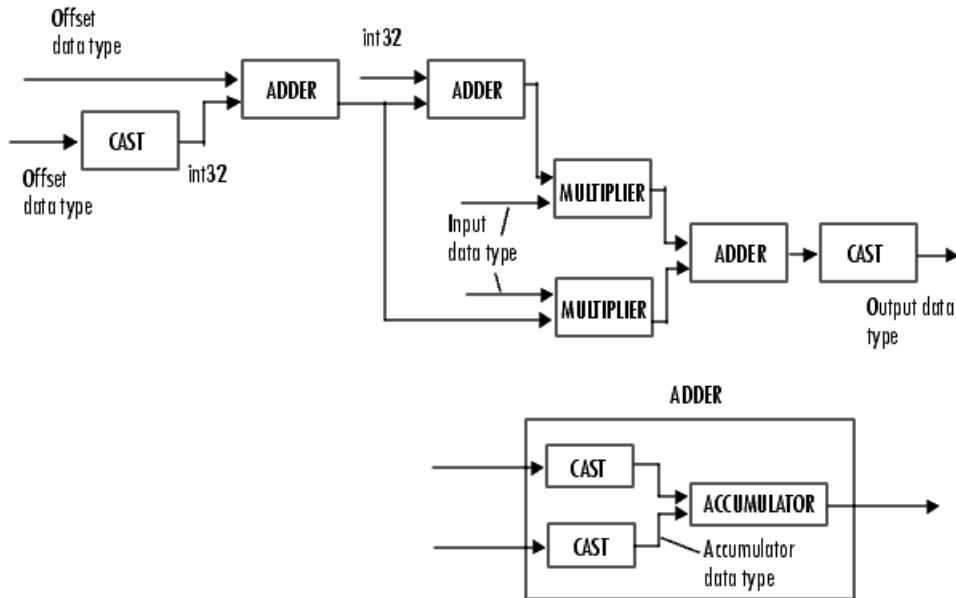 Offset
data type
int32
ADDER
ADDER
CAST
int32
Offset
data type
MULTIPLIER
Input
data type
ADDER
CAST
MULTIPLIER
Output data
type
ADDER
CAST
ACCUMULATOR
CAST
Accumulator
data type